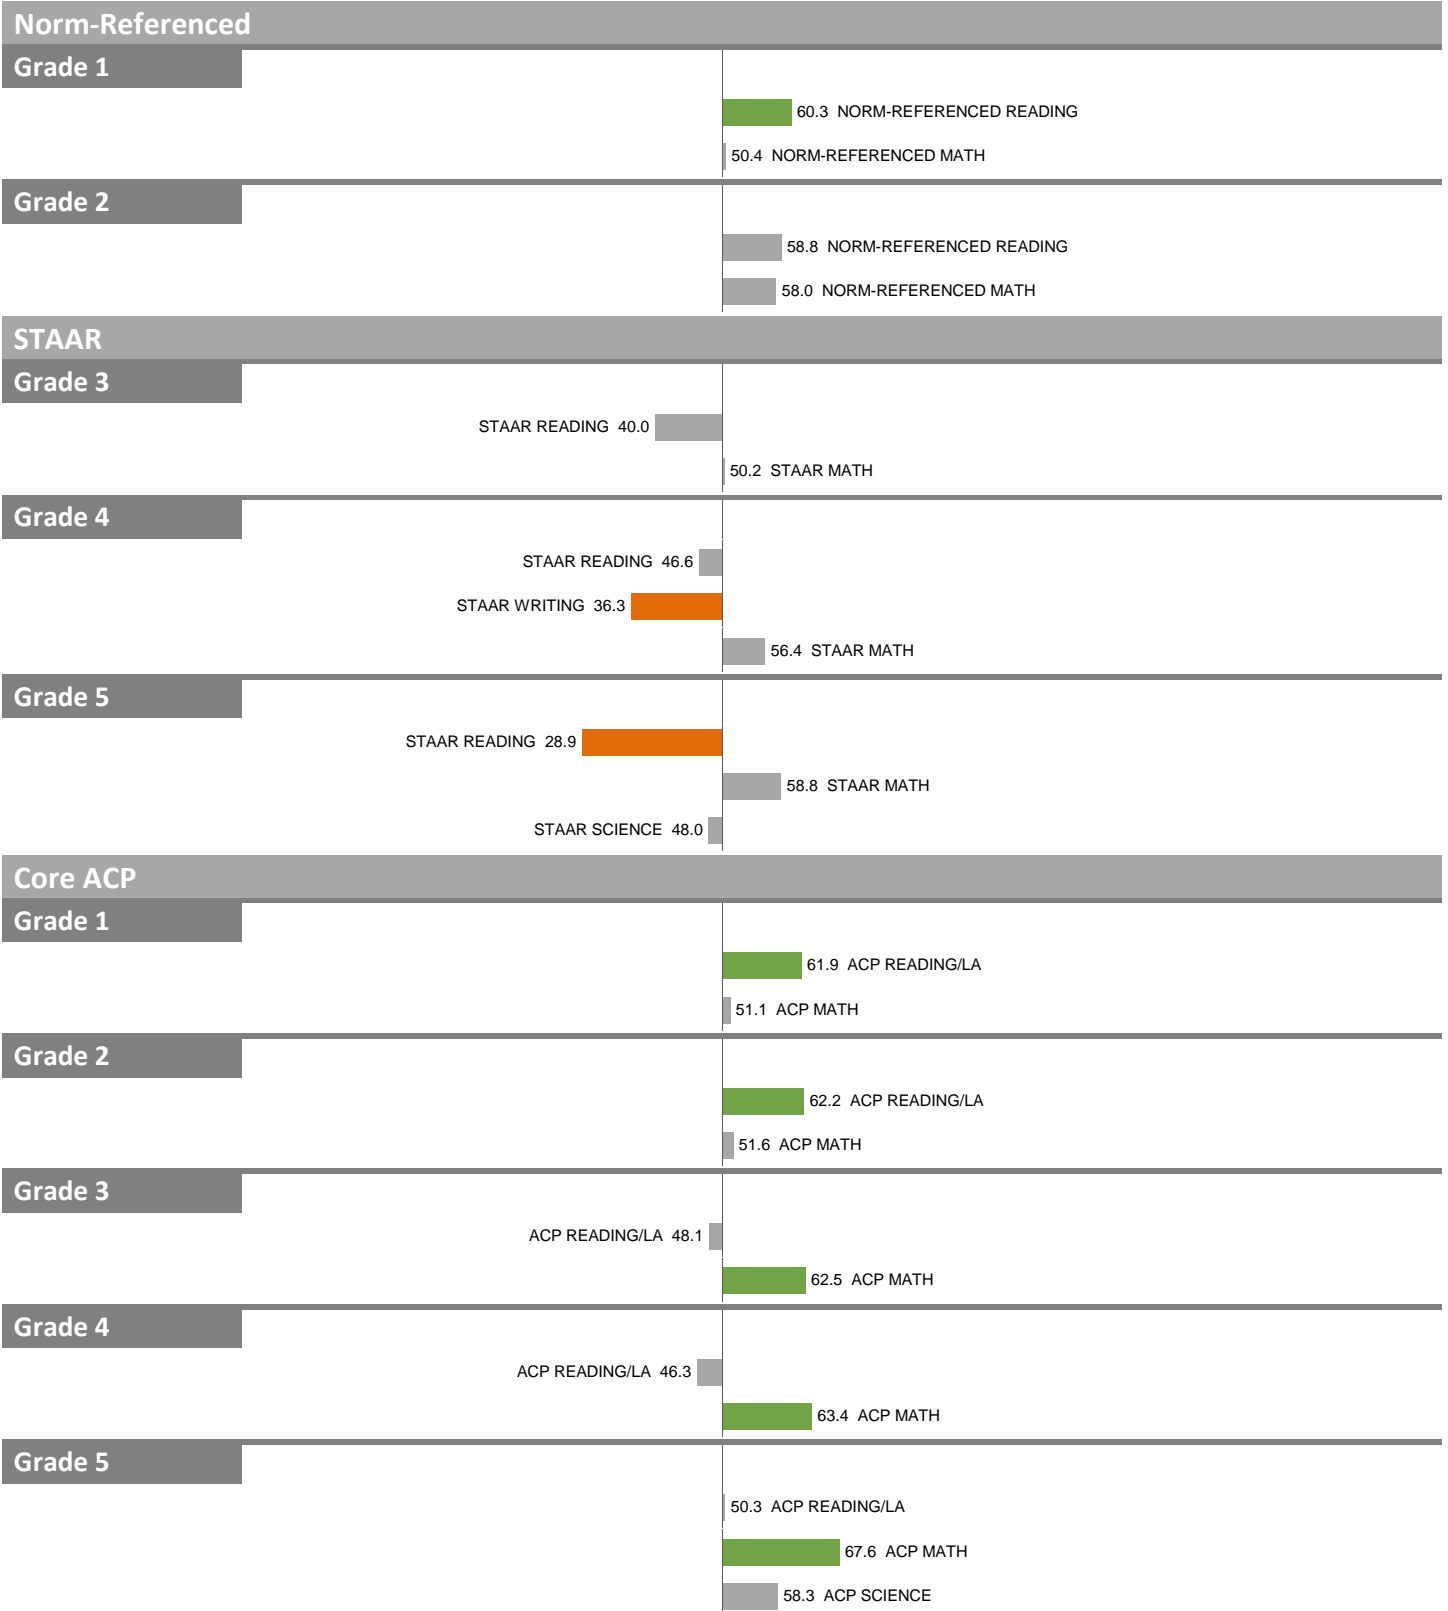 Norm-Referenced
Grade 1
60.3 NORM-REFERENCED READING
50.4 NORM-REFERENCED MATH
Grade 2
58.8 NORM-REFERENCED READING
58.0 NORM-REFERENCED MATH
STAAR
Grade 3
STAAR READING 40.0
50.2 STAAR MATH
Grade 4
STAAR READING 46.6
STAAR WRITING 36.3
56.4 STAAR MATH
Grade 5
STAAR READING 28.9
58.8 STAAR MATH
STAAR SCIENCE 48.0
Core ACP
Grade 1
61.9 ACP READING/LA
51.1 ACP MATH
Grade 2
62.2 ACP READING/LA
51.6 ACP MATH
Grade 3
ACP READING/LA 48.1
62.5 ACP MATH
Grade 4
ACP READING/LA 46.3
63.4 ACP MATH
Grade 5
50.3 ACP READING/LA
67.6 ACP MATH
58.3 ACP SCIENCE